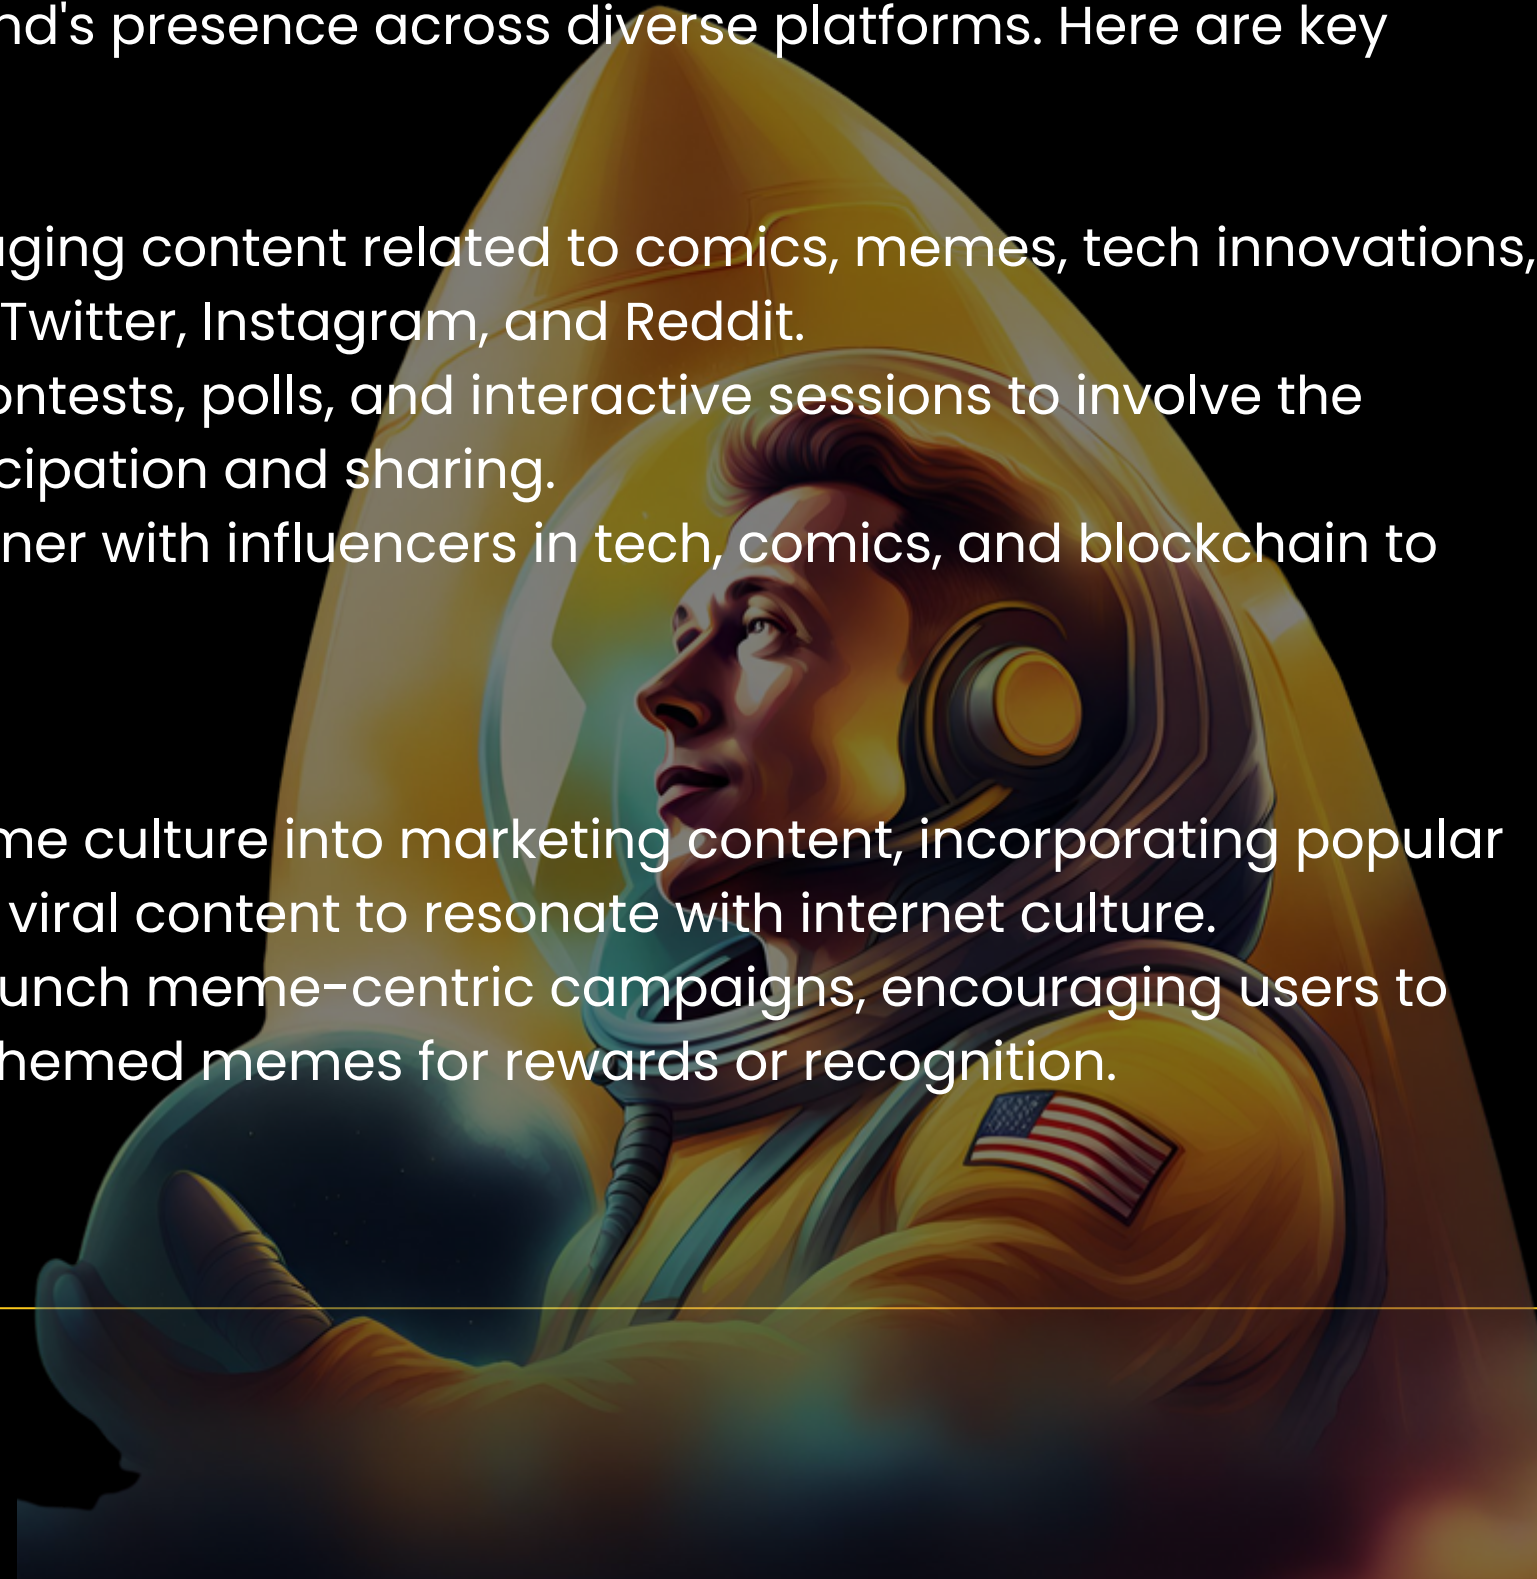 nd's presence across diverse platforms. Here are key
ging content related to comics, memes, tech innovations,
Twitter, Instagram, and Reddit.
ontests, polls, and interactive sessions to involve the
cipation and sharing.
ner with influencers in tech, comics, and blockchain to
me culture into marketing content, incorporating popular
viral content to resonate with internet culture.
unch meme-centric campaigns, encouraging users to
hemed memes for rewards or recognition.